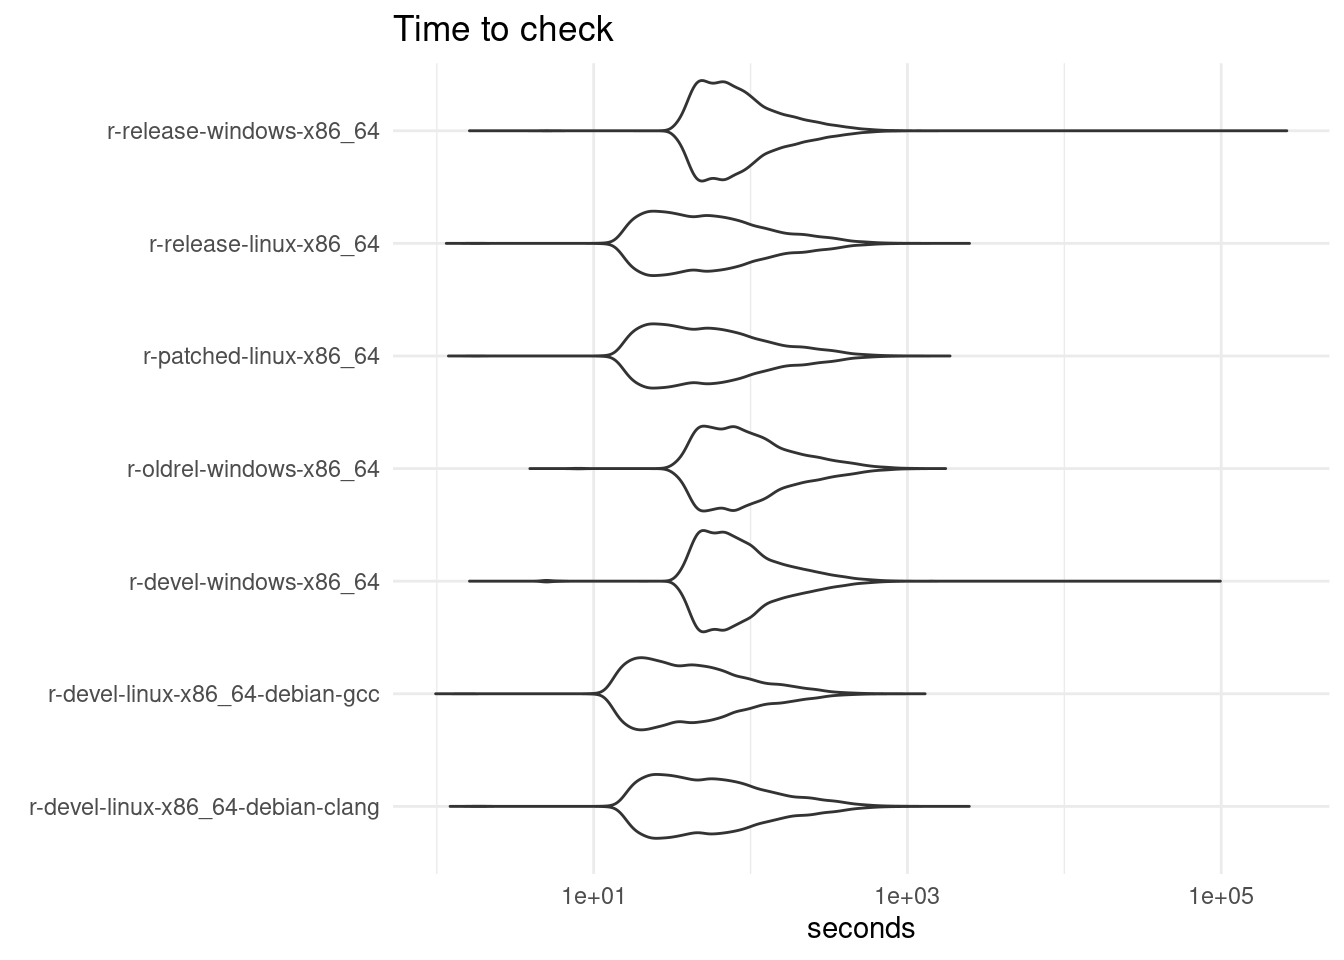 Time to check
r-release-windows-x86_64
r-release-linux-x86_64
r-patched-linux-x86_64
r-oldrel-windows-x86_64
r-devel-windows-x86_64
r-devel-linux-x86_64-debian-gcc
r-devel-linux-x86_64-debian-clang
1e+01 1e+03 1e+05
seconds